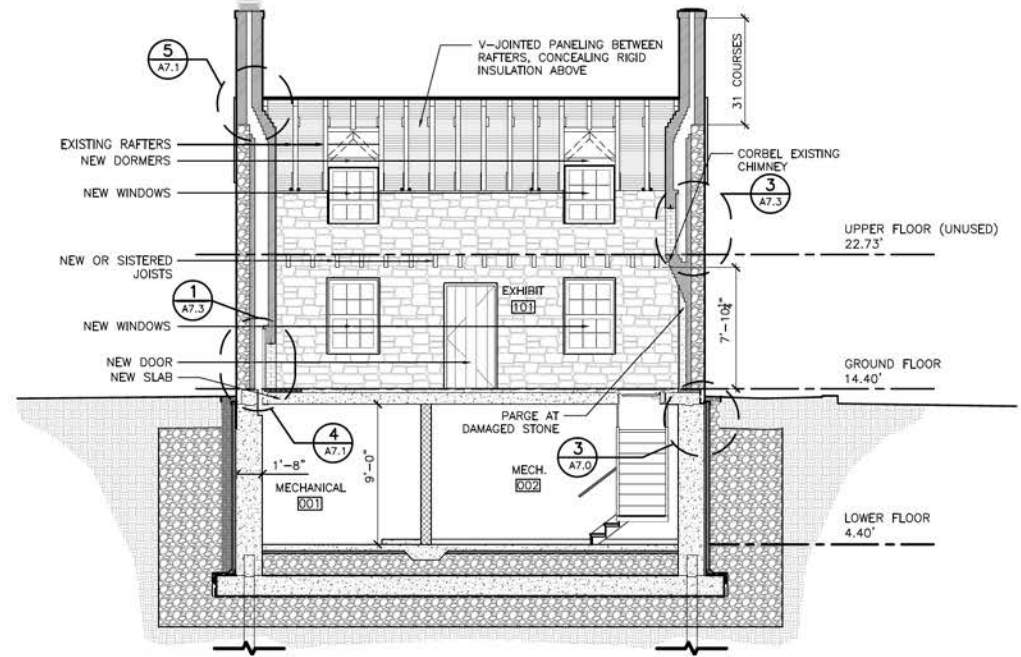 5
A7.1
V-JOINTED PANELING BETWEEN
RAFTERS, CONCEALING RIGID
INSULATION ABOVE
31 COURSES
EXISTING RAFTERS
NEW DORMERS
NEW WINDOWS
CORBEL EXISTING
CHIMNEY
3
A7.3
UPPER FLOOR (UNUSED)
22.73'
NEW OR SISTERED
JOISTS
1
A7.3
EXHIBIT
101
NEW WINDOWS
7'-10¾"
NEW DOOR
NEW SLAB
GROUND FLOOR
14.40'
PARGE AT
DAMAGED STONE
4
A7.1
3
A7.0
1'-8"
9'-0"
MECHANICAL
001
MECH.
002
LOWER FLOOR
4.40'